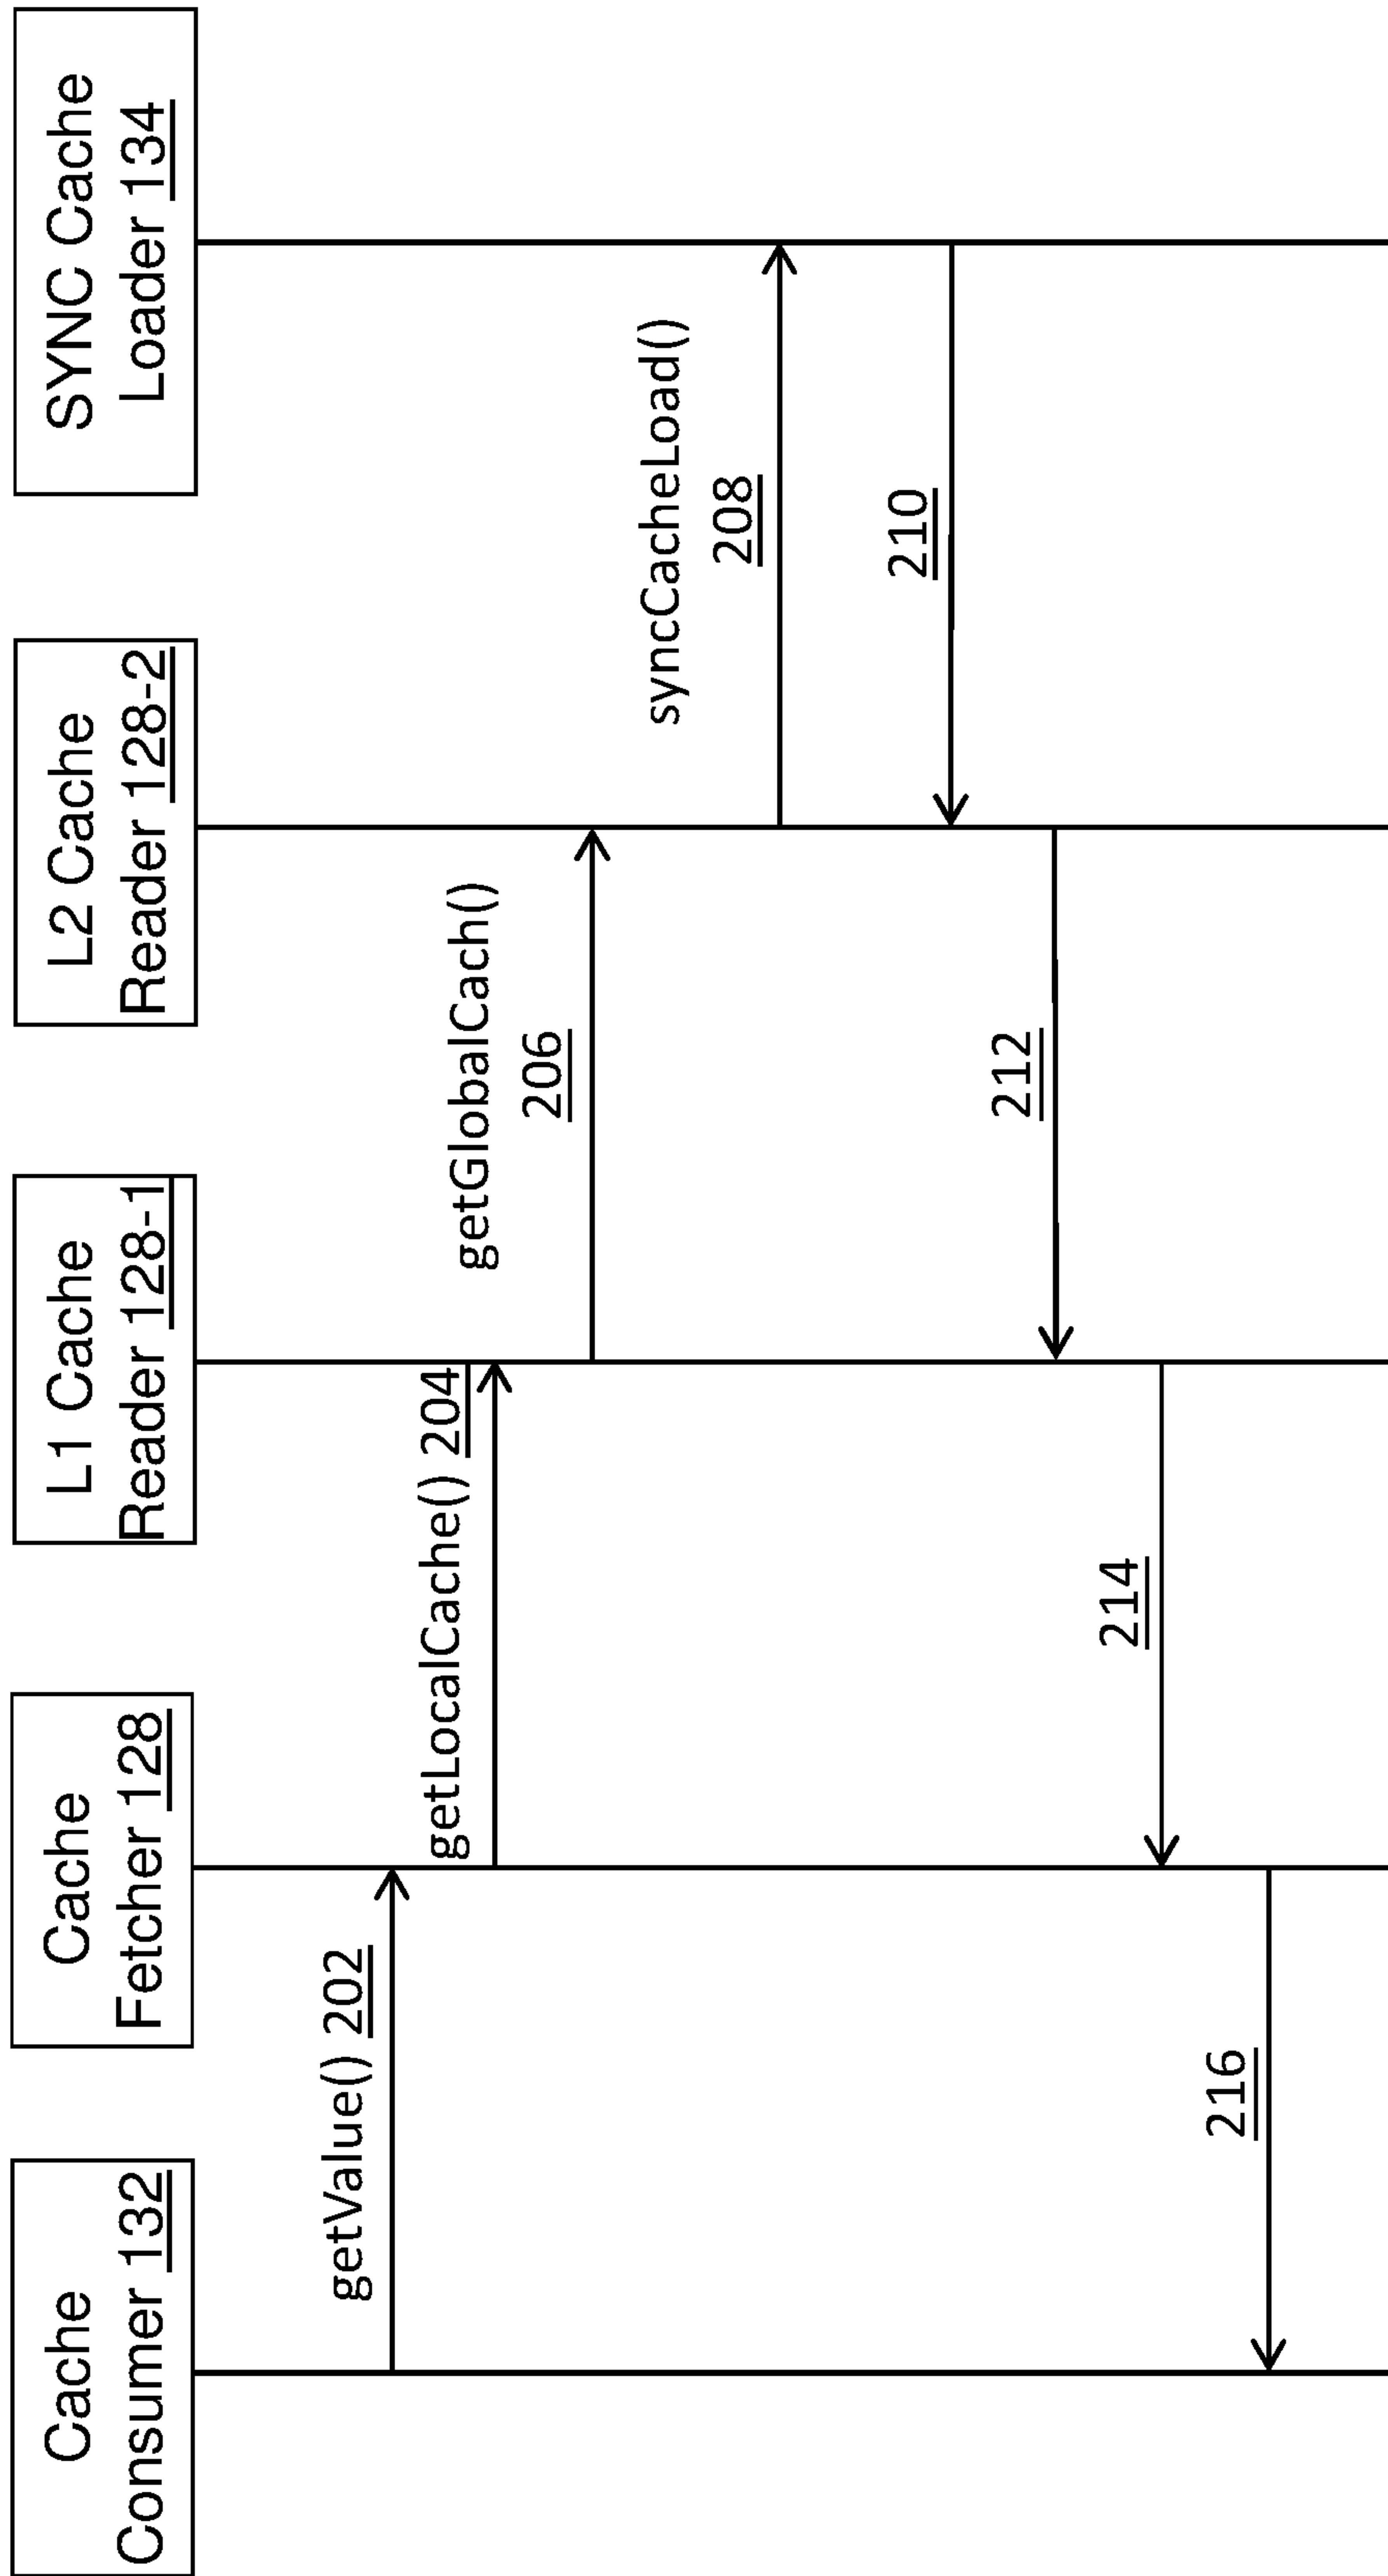 Cache
Consumer 132
Cache
Fetcher 128
L1 Cache
Reader 128-1
L2 Cache
Reader 128-2
SYNC Cache
Loader 134
getValue() 202
getLocalCache() 204
getGlobalCach()
206
syncCacheLoad()
208
210
212
214
216